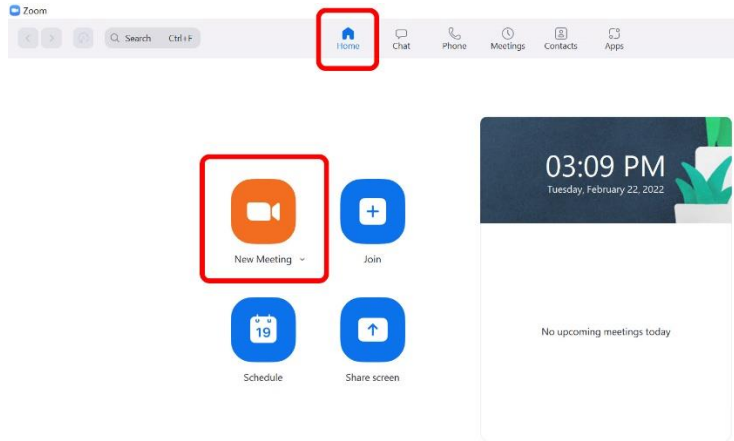 Zoom
Search Ctrl+F
Home Chat Phone Meetings Contacts Apps
03:09 PM
Tuesday, February 22, 2022
New Meeting
Join
19
Schedule
Share screen
No upcoming meetings today